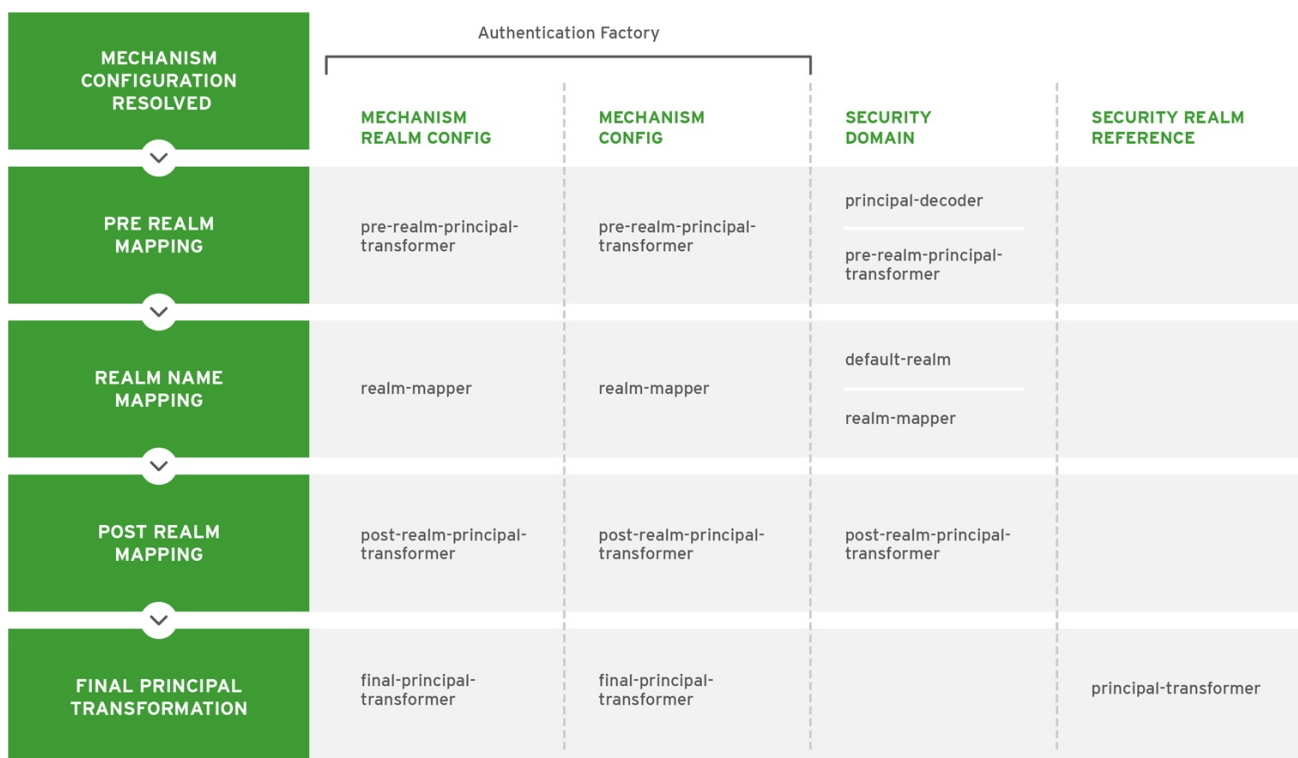 Authentication Factory
MECHANISM
CONFIGURATION
RESOLVED
MECHANISM
REALM CONFIG
MECHANISM
CONFIG
SECURITY
DOMAIN
SECURITY REALM
REFERENCE
PRE REALM
MAPPING
pre-realm-principal-
transformer
pre-realm-principal-
transformer
principal-decoder
pre-realm-principal-
transformer
REALM NAME
MAPPING
realm-mapper
realm-mapper
default-realm
realm-mapper
POST REALM
MAPPING
post-realm-principal-
transformer
post-realm-principal-
transformer
post-realm-principal-
transformer
FINAL PRINCIPAL
TRANSFORMATION
final-principal-
transformer
final-principal-
transformer
principal-transformer